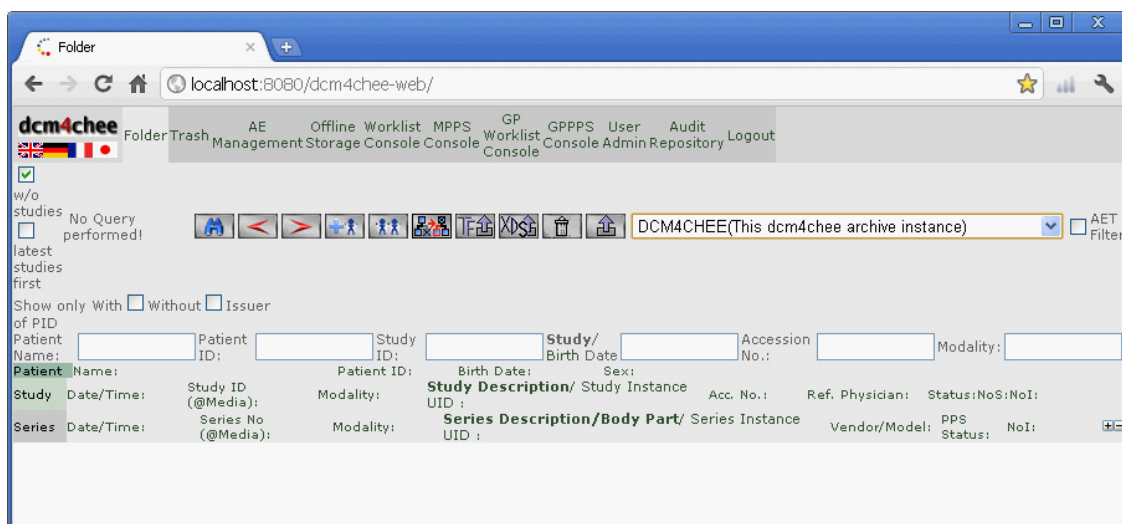 Folder
localhost:8080/dcm4chee-web/
dcm4chee
Folder Trash AE Management Offline Storage Worklist Console MPPS Console GP Worklist Console GPPPS Console User Admin Audit Repository Logout
w/o studies
latest studies first
No Query performed!
TF XDS DCM4CHEE(This dcm4chee archive instance) AET Filter
Show only With Without Issuer of PID
Patient Name: Patient ID: Study ID: Study/ Birth Date Accession No.: Modality:
Patient Name: Patient ID: Birth Date: Sex:
Study Date/Time: Study ID (@Media): Modality: Study Description/ Study Instance UID : Acc. No.: Ref. Physician: Status:NoS:NoI:
Series Date/Time: Series No (@Media): Modality: Series Description/Body Part/ Series Instance UID : Vendor/Model: PPS Status: NoI: